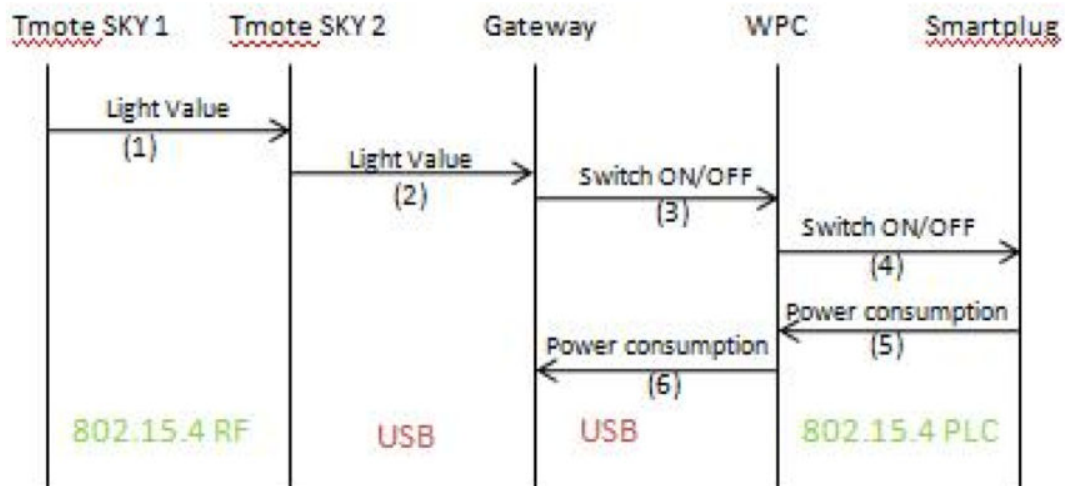 Tmote SKY 1
Tmote SKY 2
Gateway
WPC
Smartplug
Light Value
(1)
Light Value
(2)
Switch ON/OFF
(3)
Switch ON/OFF
(4)
Power consumption
(5)
Power consumption
(6)
802.15.4 RF
USB
USB
802.15.4 PLC